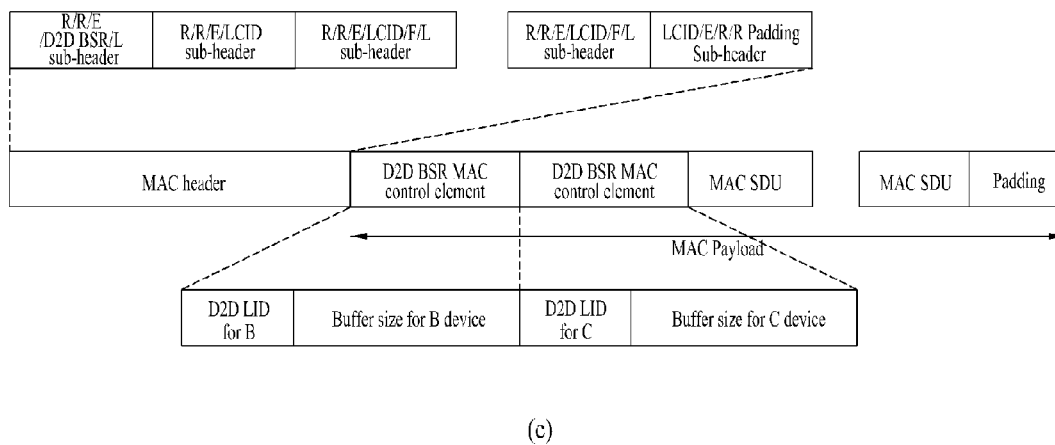 R/R/E
/D2D BSR/L
sub-header
R/R/E/LCID
sub-header
R/R/E/LCID/F/L
sub-header
R/R/E/LCID/F/L
sub-header
LCID/E/R/R Padding
Sub-header
MAC header
D2D BSR MAC
control element
D2D BSR MAC
control element
MAC SDU
MAC SDU
Padding
MAC Payload
D2D LID
for B
Buffer size for B device
D2D LID
for C
Buffer size for C device
(c)